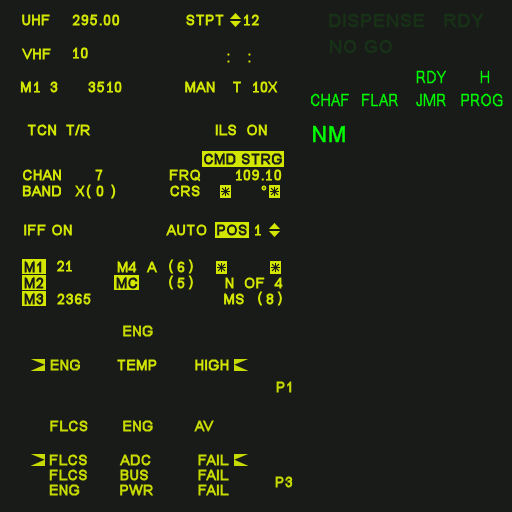 UHF 295.00 STPT 12
VHF 10 : :
M1 3 3510 MAN T 10X
TCN T/R ILS ON
CMD STRG
CHAN 7 FRQ 109.10
BAND X(0) CRS * °*
IFF ON AUTO POS 1
M1 21 M4 A (6) * *
M2 MC (5) N OF 4
M3 2365 MS (8)
ENG
ENG TEMP HIGH
P1
FLCS ENG AV
FLCS ADC FAIL
FLCS BUS FAIL
ENG PWR FAIL
P3
DISPENSE RDY
NO GO
RDY H
CHAF FLAR JMR PROG
NM